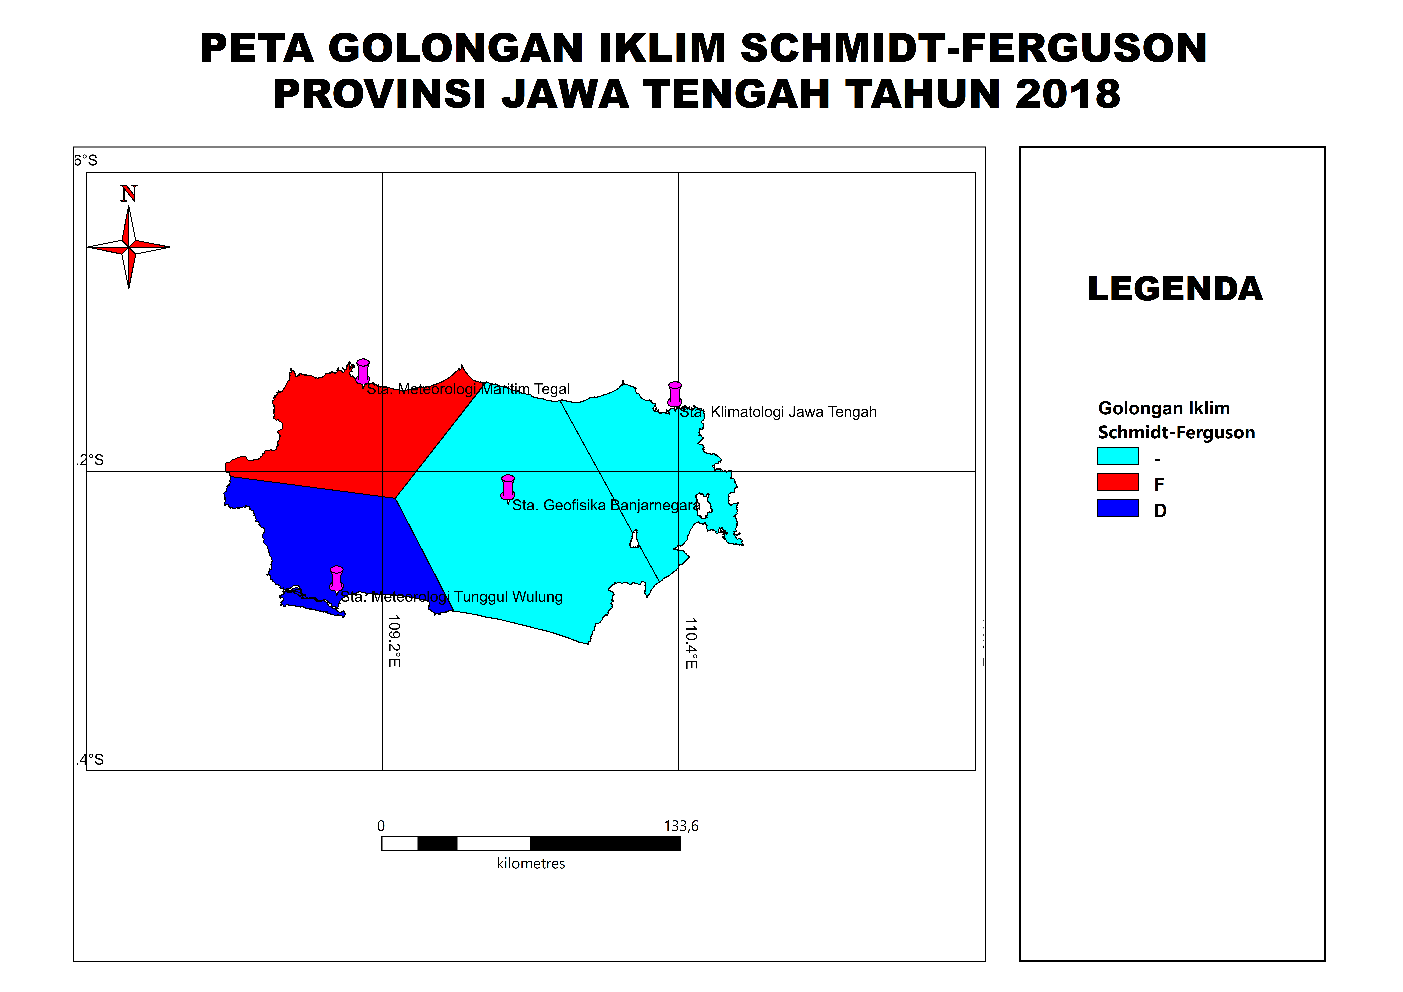 PETA GOLONGAN IKLIM SCHMIDT-FERGUSON
PROVINSI JAWA TENGAH TAHUN 2018
6°S
N
Sta. Meteorologi Maritim Tegal
Sta. Klimatologi Jawa Tengah
.2°S
Sta. Geofisika Banjarnegara
Sta. Meteorologi Tunggul Wulung
109.2°E
110.4°E
.4°S
0
133,6
kilometres
LEGENDA
Golongan Iklim
Schmidt-Ferguson
-
F
D